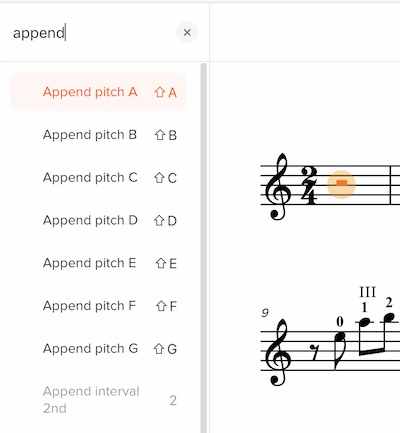 append
Append pitch A ⇧ A
Append pitch B ⇧ B
Append pitch C ⇧ C
Append pitch D ⇧ D
Append pitch E ⇧ E
Append pitch F ⇧ F
Append pitch G ⇧ G
Append interval
2nd 2
2
4
9
III
0 1 2